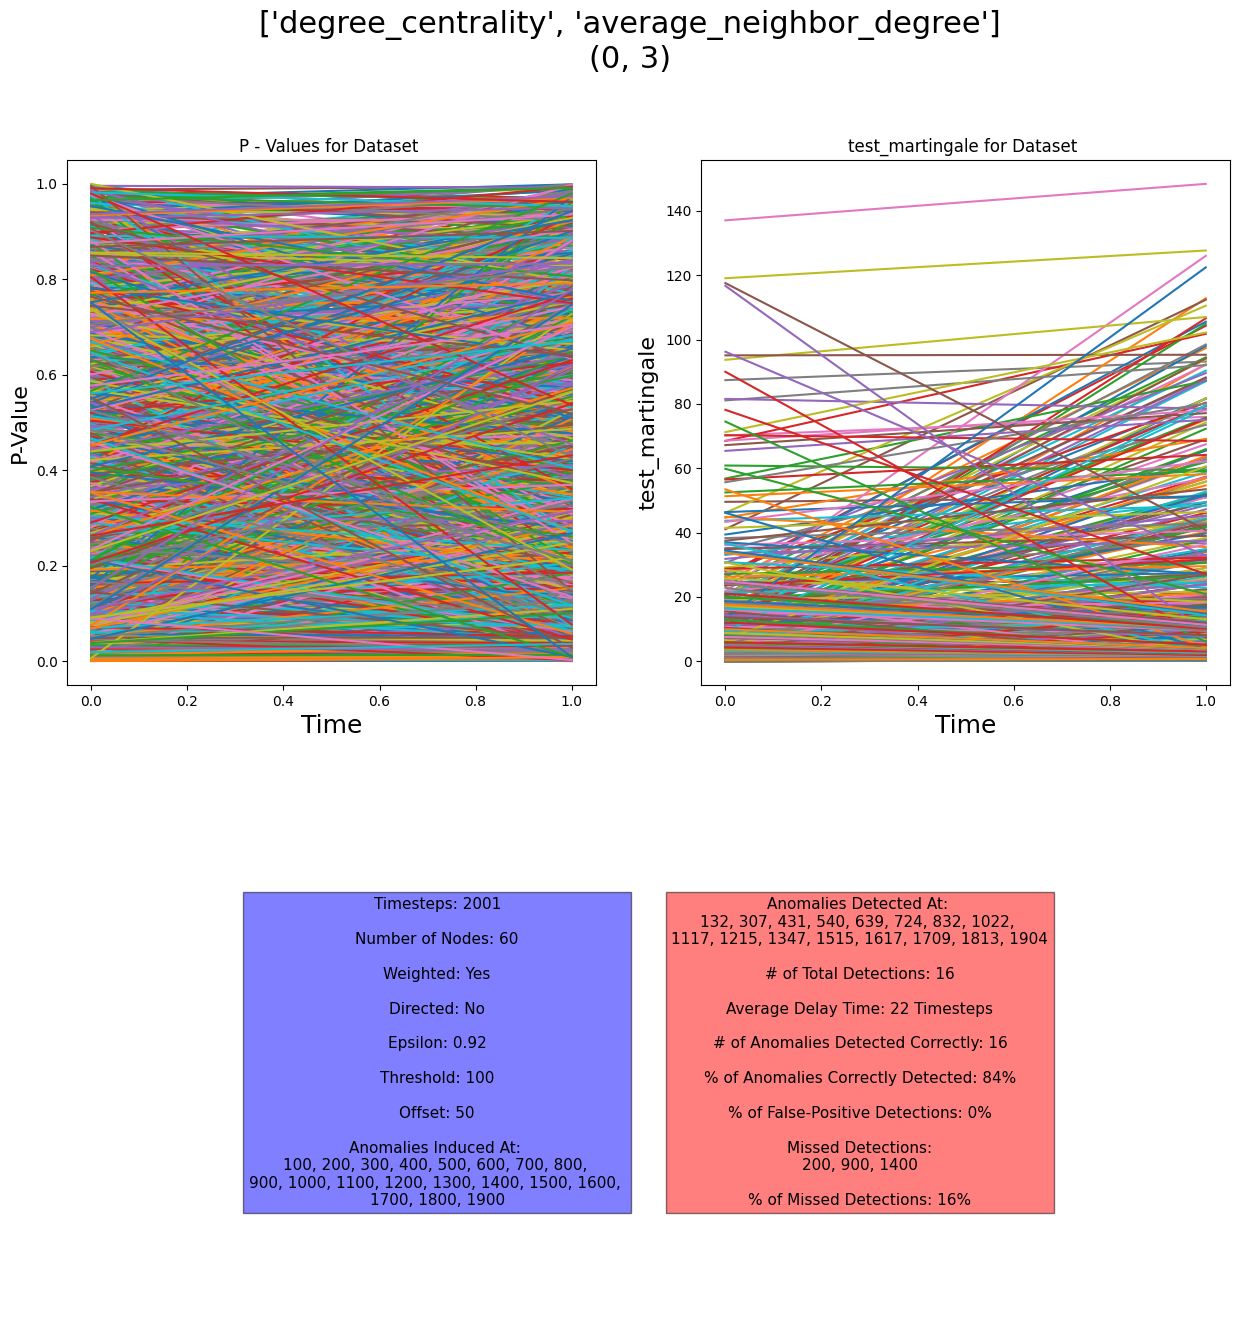 ['degree_centrality', 'average_neighbor_degree']
(0, 3)
P - Values for Dataset
P-Value
1.0
0.8
0.6
0.4
0.2
0.0
0.0 0.2 0.4 0.6 0.8 1.0
Time
test_martingale for Dataset
test_martingale
140
120
100
80
60
40
20
0
0.0 0.2 0.4 0.6 0.8 1.0
Time
Timesteps: 2001
Number of Nodes: 60
Weighted: Yes
Directed: No
Epsilon: 0.92
Threshold: 100
Offset: 50
Anomalies Induced At:
100, 200, 300, 400, 500, 600, 700, 800,
900, 1000, 1100, 1200, 1300, 1400, 1500, 1600,
1700, 1800, 1900
Anomalies Detected At:
132, 307, 431, 540, 639, 724, 832, 1022,
1117, 1215, 1347, 1515, 1617, 1709, 1813, 1904
# of Total Detections: 16
Average Delay Time: 22 Timesteps
# of Anomalies Detected Correctly: 16
% of Anomalies Correctly Detected: 84%
% of False-Positive Detections: 0%
Missed Detections:
200, 900, 1400
% of Missed Detections: 16%